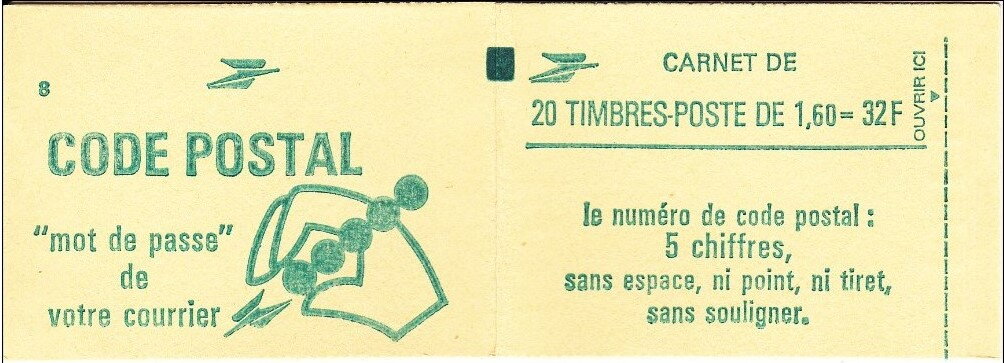 8
CODE POSTAL
"mot de passe"
de
votre courrier
CARNET DE
20 TIMBRES-POSTE DE 1,60 = 32F
OUVRIR ICI
le numéro de code postal :
5 chiffres,
sans espace, ni point, ni tiret,
sans souligner.